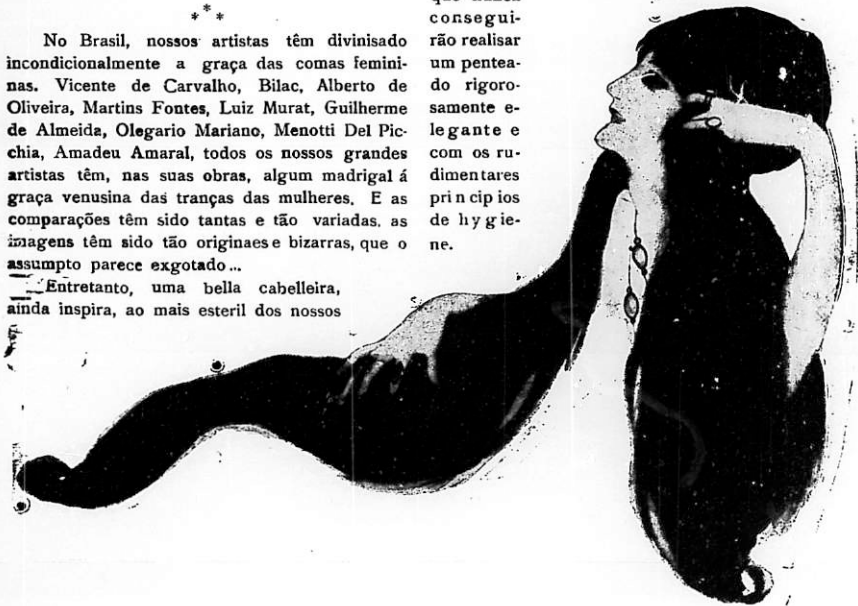 ***
No Brasil, nossos artistas têm divinisado
incondicionalmente a graça das comas femini-
nas. Vicente de Carvalho, Bilac, Alberto de
Oliveira, Martins Fontes, Luiz Murat, Guilherme
de Almeida, Olegario Mariano, Menotti Del Pic-
chia, Amadeu Amaral, todos os nossos grandes
artistas têm, nas suas obras, algum madrigal á
graça venusina das tranças das mulheres. E as
comparações têm sido tantas e tão variadas, as
imagens têm sido tão originaes e bizarras, que o
assumpto parece exgotado...
Entretanto, uma bella cabelleira,
ainda inspira, ao mais esteril dos nossos
consegui-
rão realisar
um pentea-
do rigoro-
samente e-
legante e
com os ru-
dimentares
principios
de hygie-
ne.